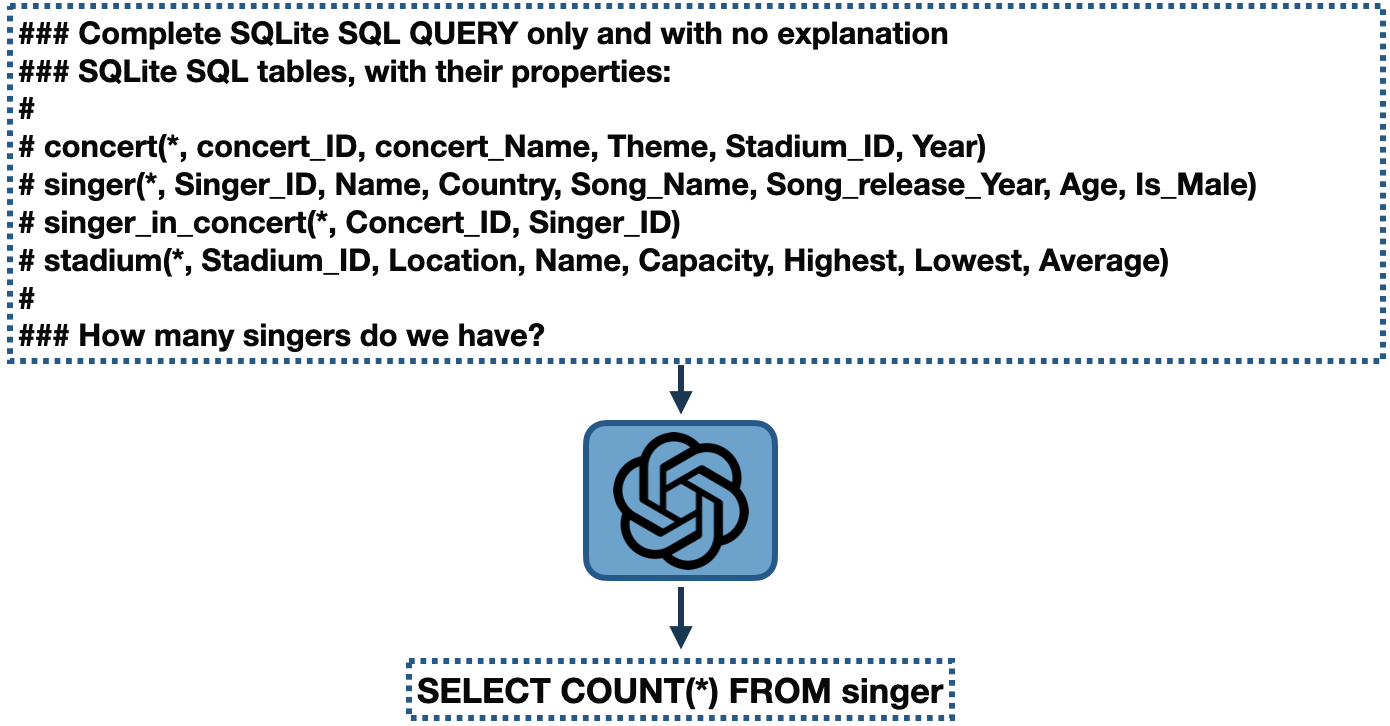 ### Complete SQLite SQL QUERY only and with no explanation
### SQLite SQL tables, with their properties:
#
# concert(*, concert_ID, concert_Name, Theme, Stadium_ID, Year)
# singer(*, Singer_ID, Name, Country, Song_Name, Song_release_Year, Age, Is_Male)
# singer_in_concert(*, Concert_ID, Singer_ID)
# stadium(*, Stadium_ID, Location, Name, Capacity, Highest, Lowest, Average)
#
### How many singers do we have?
SELECT COUNT(*) FROM singer